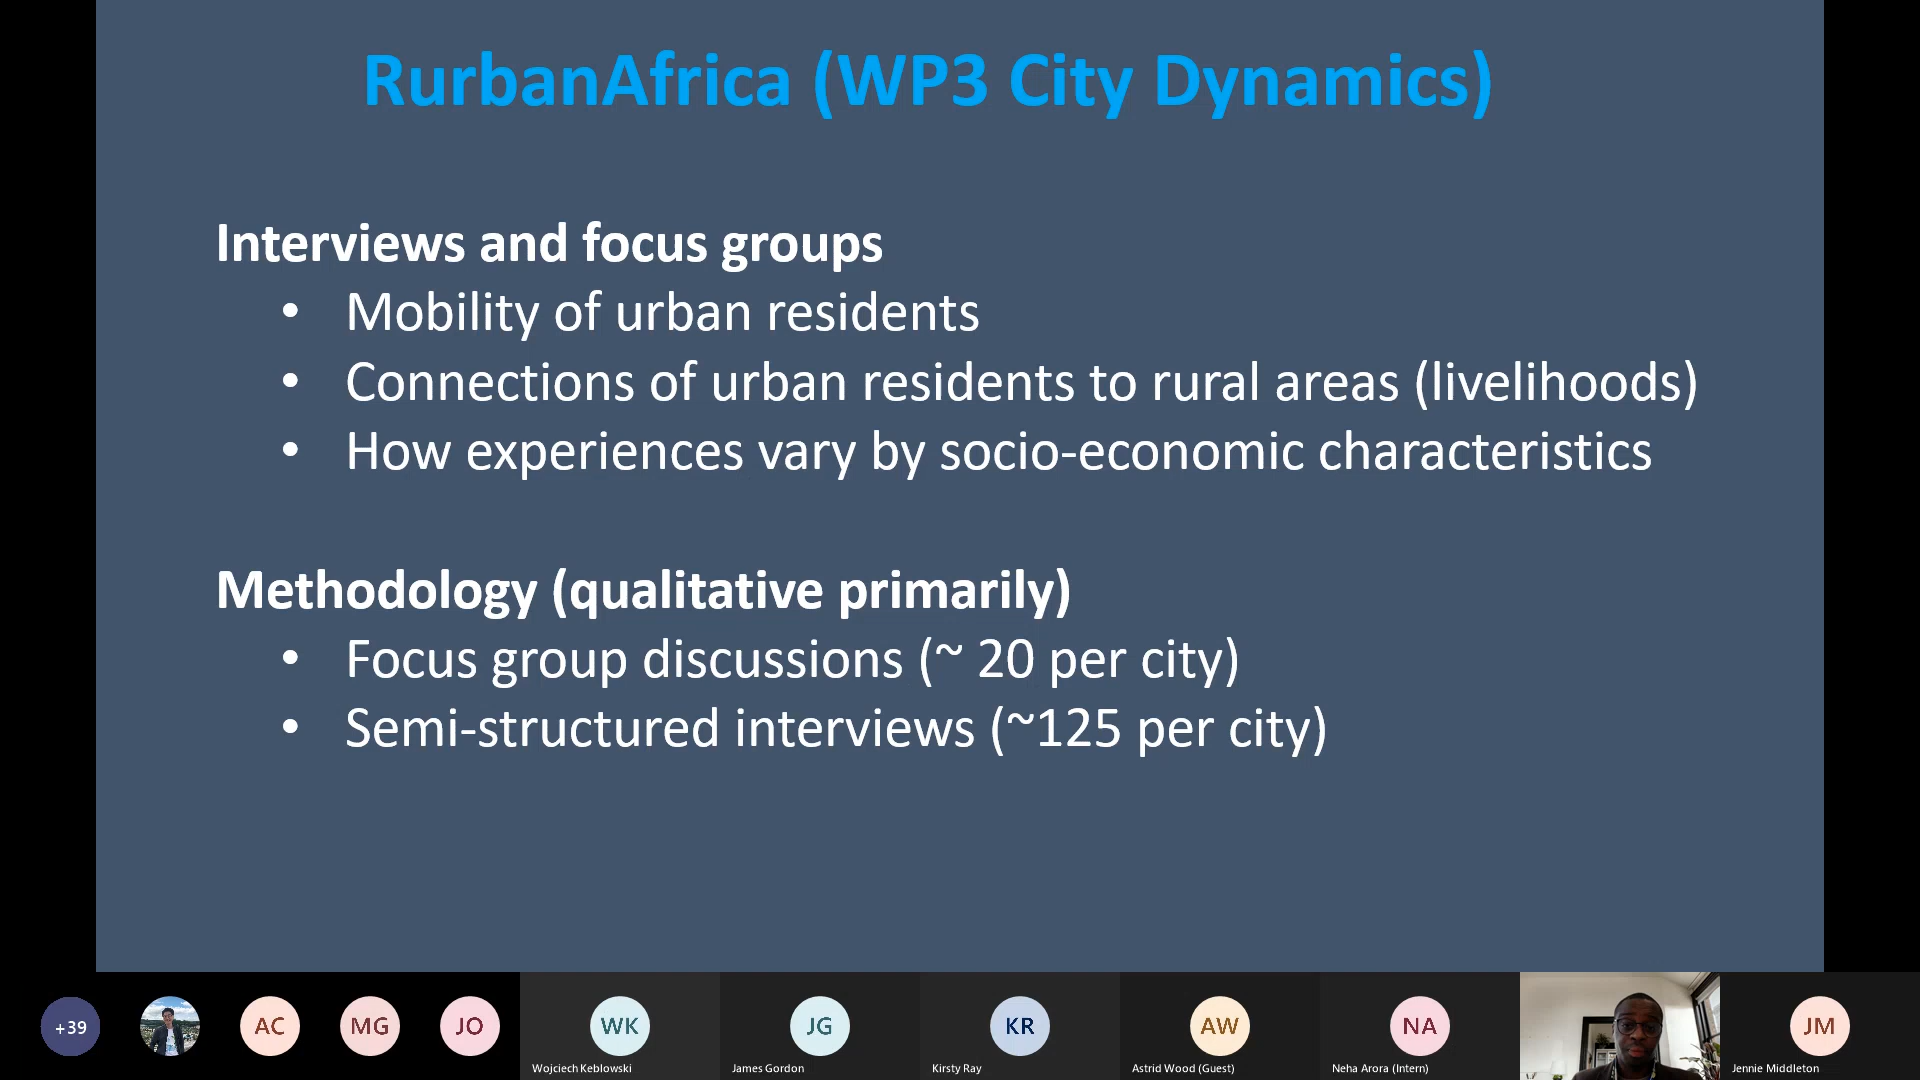 RurbanAfrica (WP3 City Dynamics)
Interviews and focus groups
• Mobility of urban residents
• Connections of urban residents to rural areas (livelihoods)
• How experiences vary by socio-economic characteristics
Methodology (qualitative primarily)
• Focus group discussions (~ 20 per city)
• Semi-structured interviews (~125 per city)
+39
AC
MG
JO
WK
JG
KR
AW
NA
JM
Wojciech Keblowski
James Gordon
Kirsty Ray
Astrid Wood (Guest)
Neha Arora (Intern)
Jennie Middleton